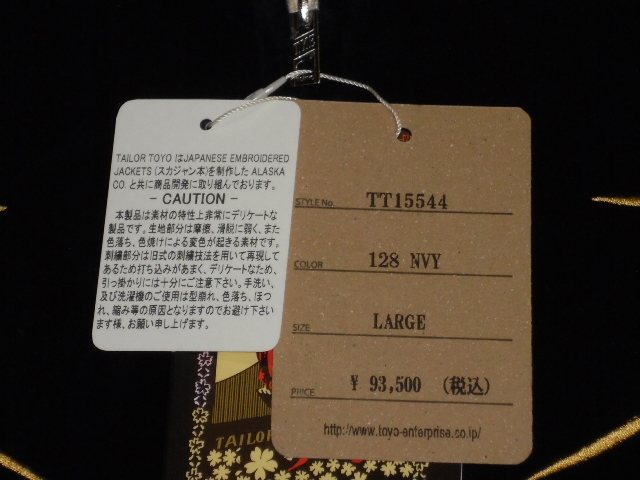 TAILOR TOYO はJAPANESE EMBROIDERED
JACKETS (スカジャン本)を制作した ALASKA
CO. と共に商品開発に取り組んでおります。
- CAUTION -
本製品は素材の特性上非常にデリケートな
製品です。生地部分は摩擦、滑脱に弱く、また
色落ち、色焼けによる変色が起きる素材です。
刺繍部分は旧式の刺繍技法を用いて再現して
あるため打ち込みがあまく、デリケートなため、
引っ掛かりには十分にご注意下さい。手洗い、
及び洗濯機のご使用は型崩れ、色落ち、ほつ
れ、縮み等の原因となりますのでお避け下さい
ます様、お願い申し上げます。
STYLE No. TT15544
COLOR 128 NVY
SIZE LARGE
PRICE ¥ 93,500 (税込)
http://www.toyo-enterprise.co.jp/
TAILOR